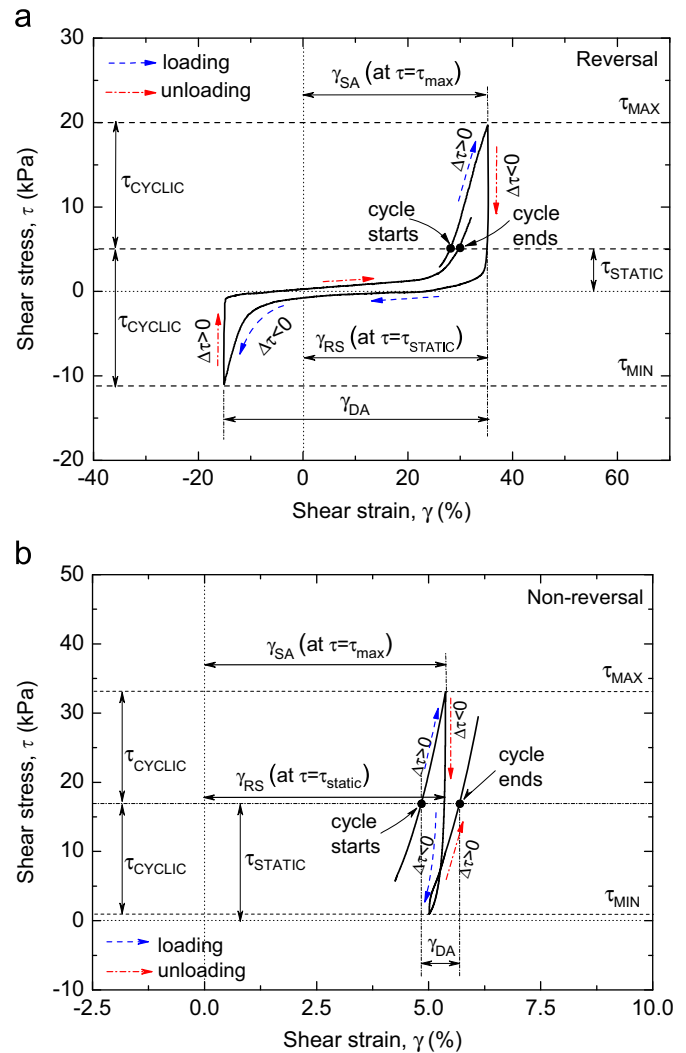 a
Reversal
loading
unloading
γSA (at τ=τmax)
τMAX
τCYCLIC
Δτ<0
Δτ>0
cycle
starts
cycle
ends
τSTATIC
τCYCLIC
Δτ>0
Δτ<0
γRS (at τ=τSTATIC)
τMIN
γDA
30
20
10
0
-10
-20
-40
-20
0
20
40
60
Shear stress, τ (kPa)
Shear strain, γ (%)
b
Non-reversal
γSA (at τ=τmax)
τMAX
τCYCLIC
Δτ>0
Δτ<0
γRS (at τ=τstatic)
cycle
ends
cycle
starts
τCYCLIC
τSTATIC
Δτ<0
Δτ<0
τMIN
γDA
loading
unloading
50
40
30
20
10
0
-10
-2.5
0.0
2.5
5.0
7.5
10.0
Shear stress, τ (kPa)
Shear strain, γ (%)